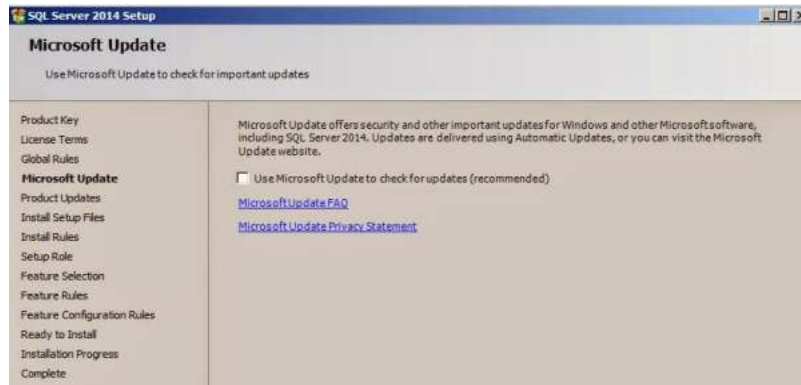 SQL Server 2014 Setup
Microsoft Update
Use Microsoft Update to check for important updates
Product Key
License Terms
Global Rules
Microsoft Update
Product Updates
Install Setup Files
Install Rules
Setup Role
Feature Selection
Feature Rules
Feature Configuration Rules
Ready to Install
Installation Progress
Complete
Microsoft Update offers security and other important updates for Windows and other Microsoft software,
including SQL Server 2014. Updates are delivered using Automatic Updates, or you can visit the Microsoft
Update website.
Use Microsoft Update to check for updates (recommended)
Microsoft Update FAQ
Microsoft Update Privacy Statement